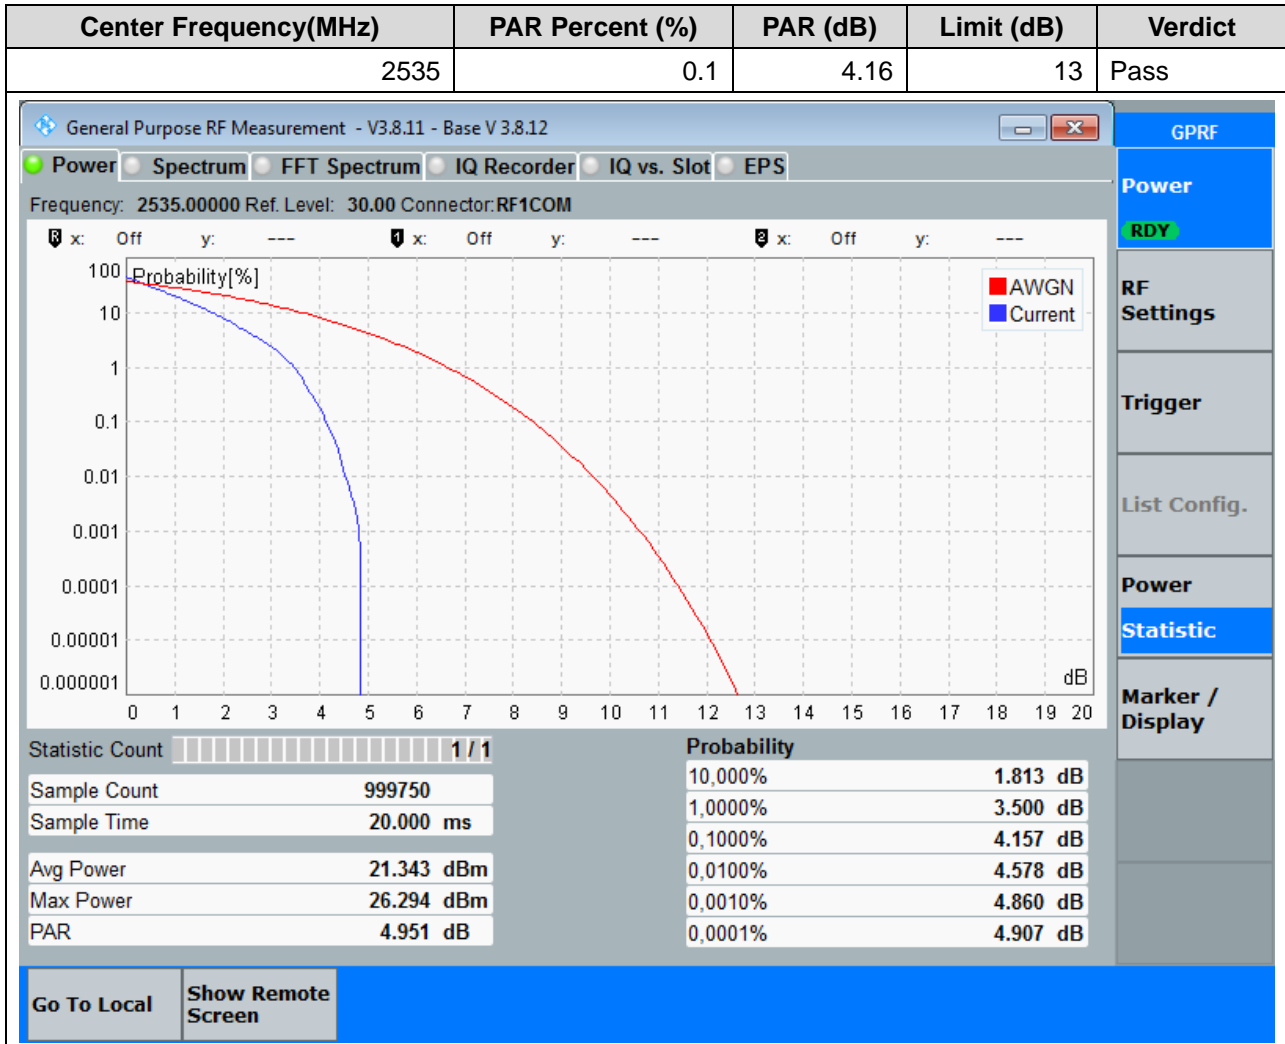 Center Frequency(MHz) PAR Percent (%) PAR (dB) Limit (dB) Verdict
2535 0.1 4.16 13 Pass
General Purpose RF Measurement - V3.8.11 - Base V 3.8.12
GPRF
Power Spectrum FFT Spectrum IQ Recorder IQ vs. Slot EPS
Frequency: 2535.00000 Ref. Level: 30.00 Connector: RF1COM
R x: Off y: --- 1 x: Off y: --- 2 x: Off y: ---
Probability[%]
AWGN
Current
100
10
1
0.1
0.01
0.001
0.0001
0.00001
0.000001
dB
0 1 2 3 4 5 6 7 8 9 10 11 12 13 14 15 16 17 18 19 20
Statistic Count 1 / 1
Sample Count 999750
Sample Time 20.000 ms
Avg Power 21.343 dBm
Max Power 26.294 dBm
PAR 4.951 dB
Probability
10,000% 1.813 dB
1,0000% 3.500 dB
0,1000% 4.157 dB
0,0100% 4.578 dB
0,0010% 4.860 dB
0,0001% 4.907 dB
Power
RDY
RF
Settings
Trigger
List Config.
Power
Statistic
Marker /
Display
Go To Local
Show Remote
Screen